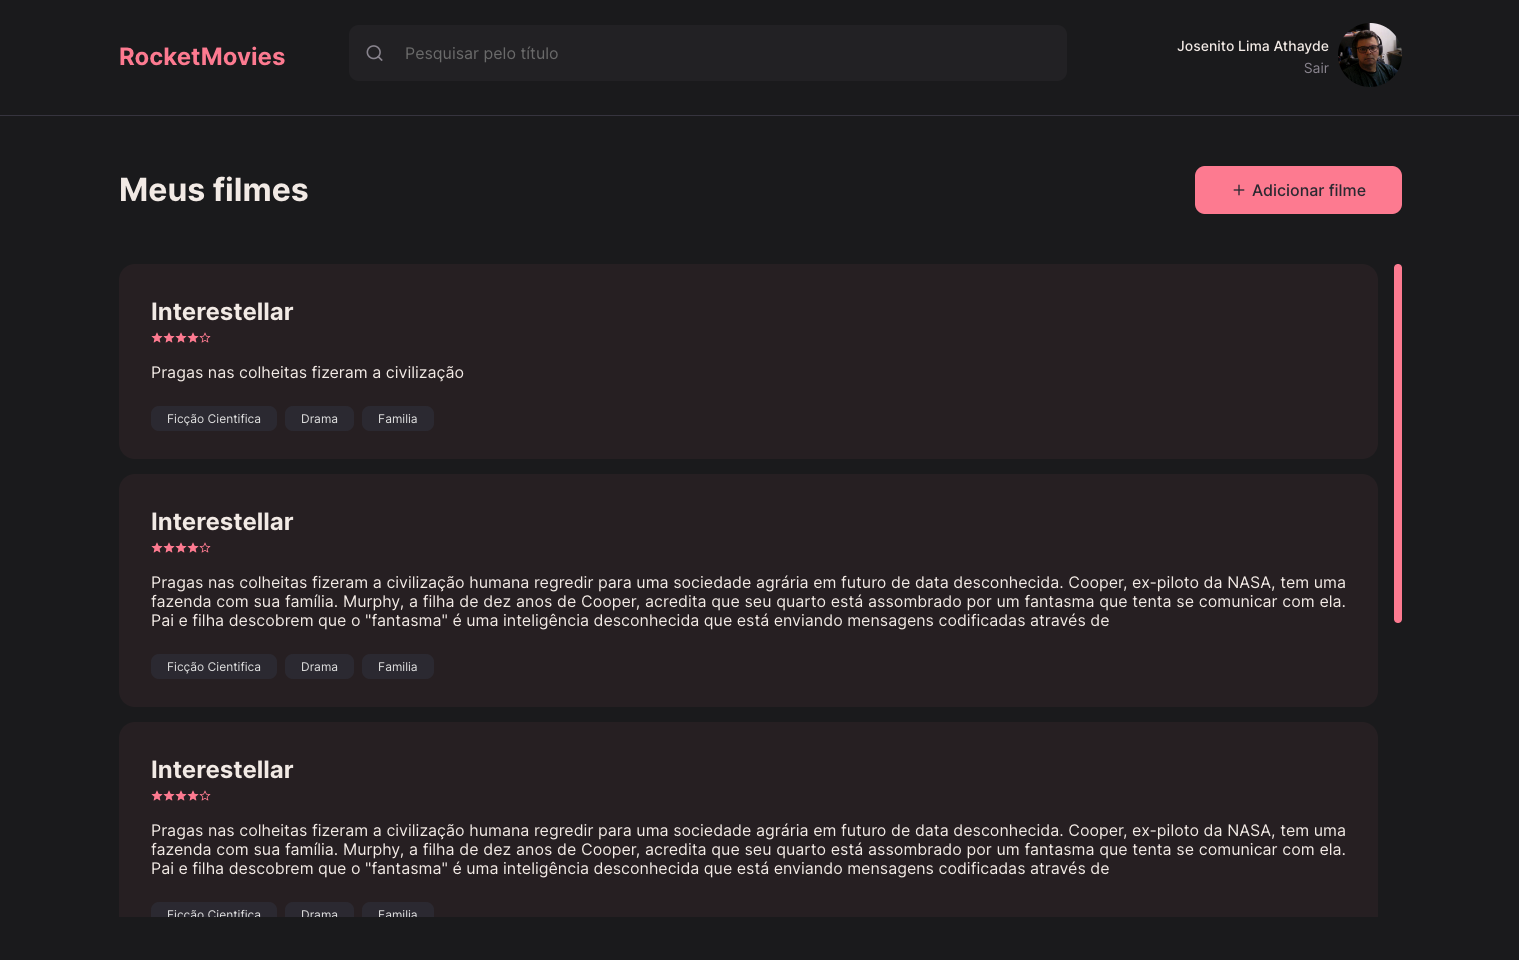 RocketMovies
Pesquisar pelo título
Josenito Lima Athayde
Sair
Meus filmes
+ Adicionar filme
Interestellar
Pragas nas colheitas fizeram a civilização
Ficção Cientifica Drama Familia
Interestellar
Pragas nas colheitas fizeram a civilização humana regredir para uma sociedade agrária em futuro de data desconhecida. Cooper, ex-piloto da NASA, tem uma
fazenda com sua família. Murphy, a filha de dez anos de Cooper, acredita que seu quarto está assombrado por um fantasma que tenta se comunicar com ela.
Pai e filha descobrem que o "fantasma" é uma inteligência desconhecida que está enviando mensagens codificadas através de
Ficção Cientifica Drama Familia
Interestellar
Pragas nas colheitas fizeram a civilização humana regredir para uma sociedade agrária em futuro de data desconhecida. Cooper, ex-piloto da NASA, tem uma
fazenda com sua família. Murphy, a filha de dez anos de Cooper, acredita que seu quarto está assombrado por um fantasma que tenta se comunicar com ela.
Pai e filha descobrem que o "fantasma" é uma inteligência desconhecida que está enviando mensagens codificadas através de
Ficção Cientifica Drama Familia